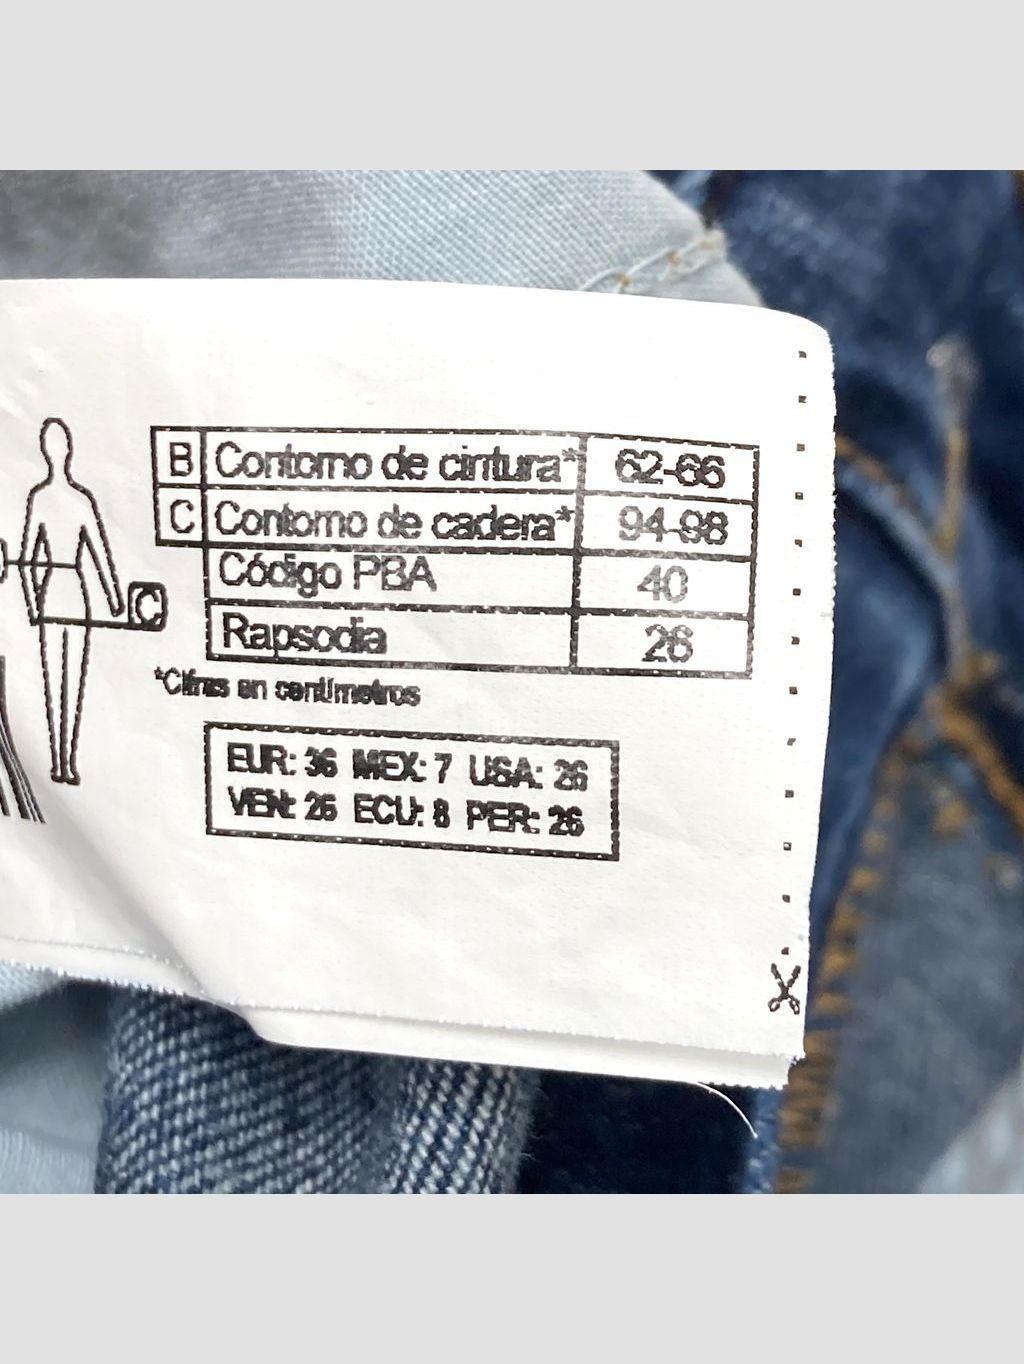 B Contorno de cintura* 62-66
C Contorno de cadera* 94-98
Código PBA 40
Rapsodia 26
*Cifras en centímetros
C
EUR: 36 MEX: 7 USA: 26
VEN: 26 ECU: 8 PER: 26